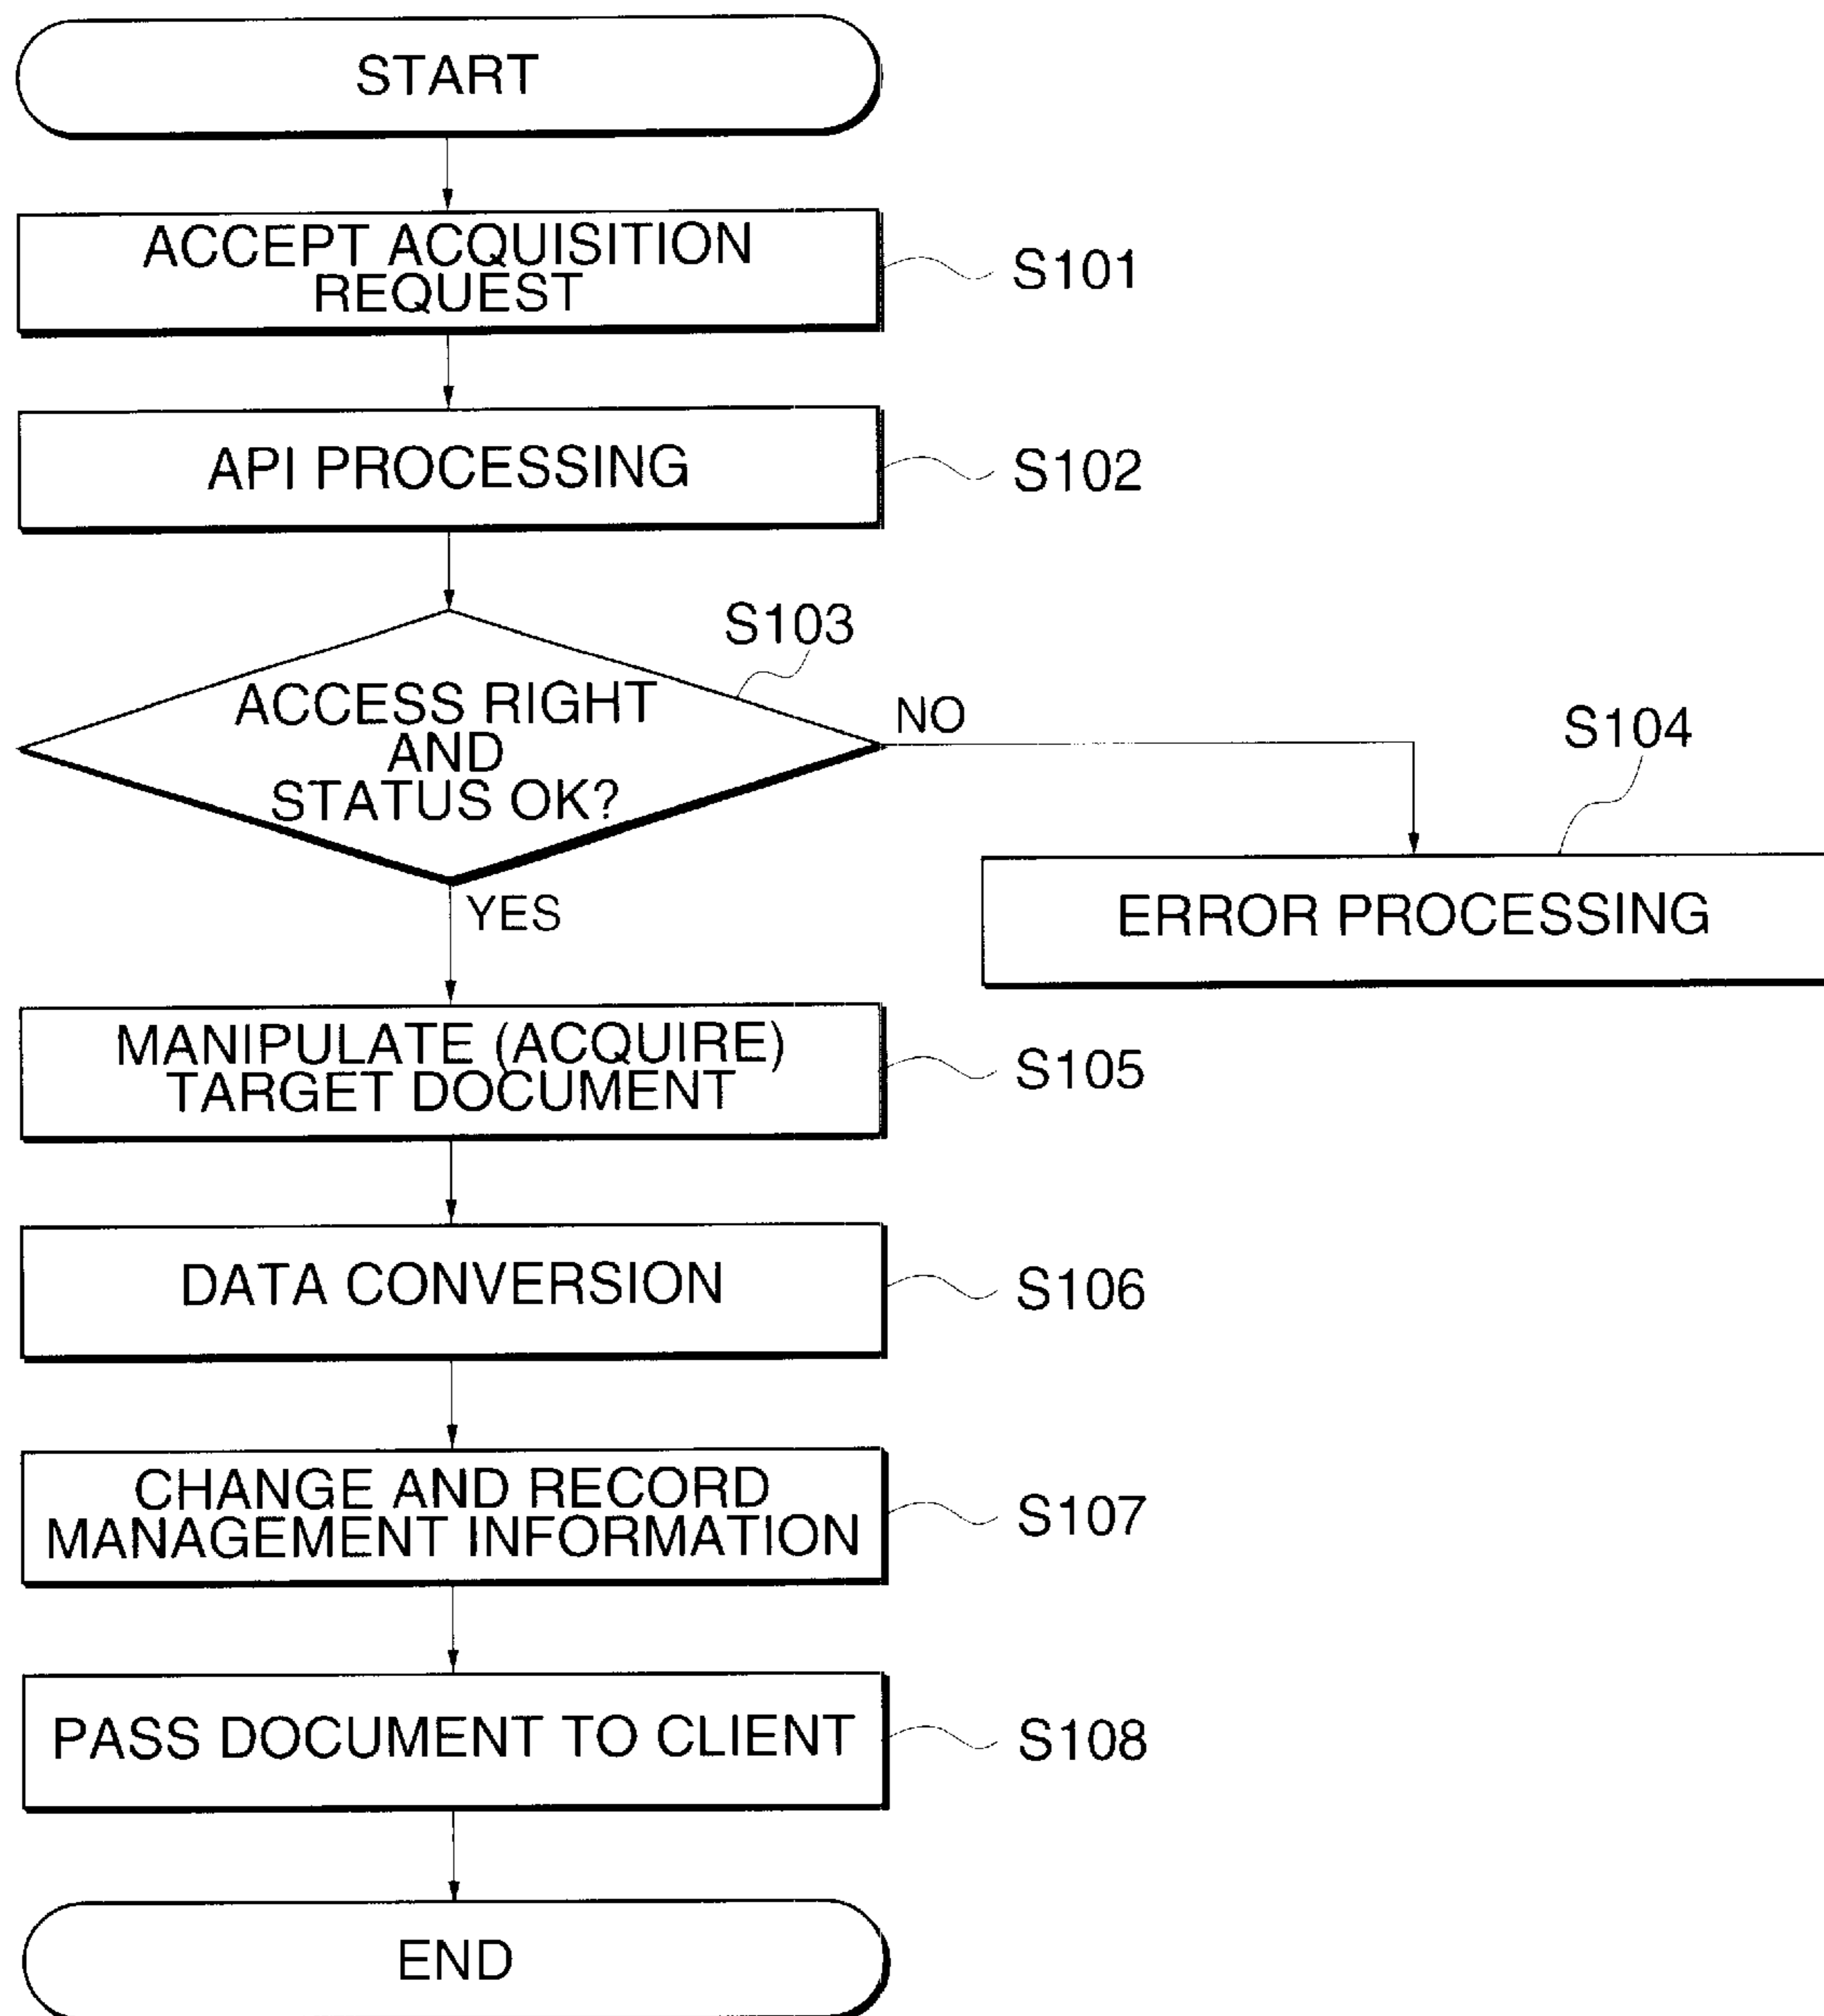 START
ACCEPT ACQUISITION
REQUEST
S101
API PROCESSING
S102
S103
ACCESS RIGHT
AND
STATUS OK?
NO
S104
ERROR PROCESSING
YES
MANIPULATE (ACQUIRE)
TARGET DOCUMENT
S105
DATA CONVERSION
S106
CHANGE AND RECORD
MANAGEMENT INFORMATION
S107
PASS DOCUMENT TO CLIENT
S108
END